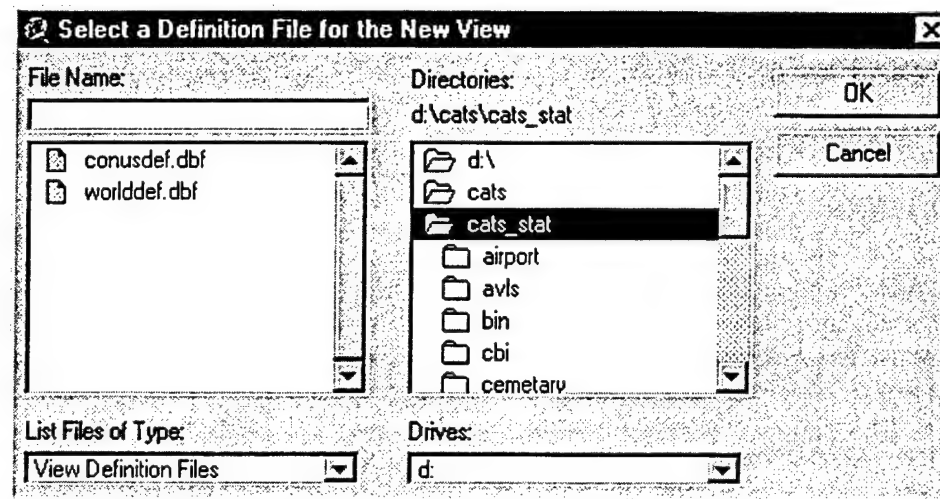 Select a Definition File for the New View
File Name:
Directories:
d:\cats\cats_stat
OK
Cancel
conusdef.dbf
worlddef.dbf
d:\
cats
cats_stat
airport
avls
bin
cbi
cemetary
List Files of Type:
View Definition Files
Drives:
d: